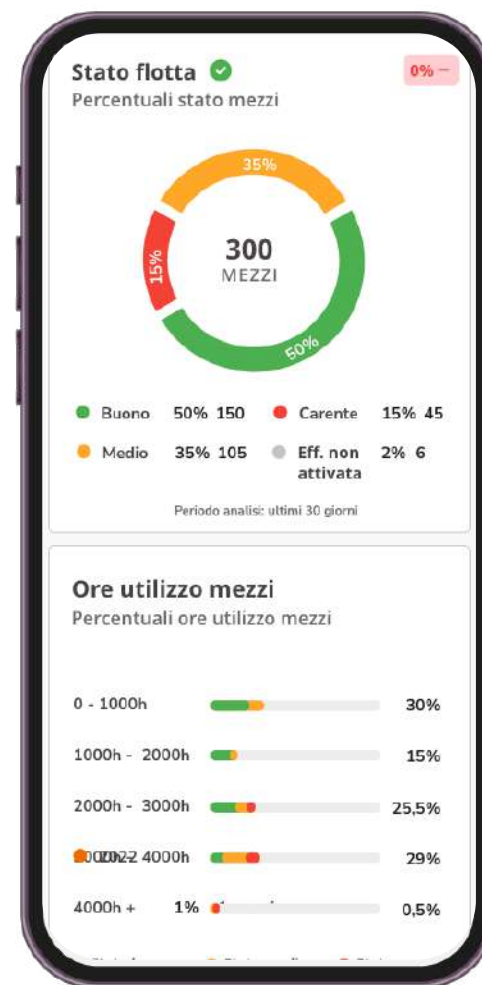 Stato flotta
0% –
Percentuali stato mezzi
35%
15%
50%
300
MEZZI
Buono 50% 150
Carente 15% 45
Medio 35% 105
Eff. non attivata 2% 6
Periodo analisi: ultimi 30 giorni
Ore utilizzo mezzi
Percentuali ore utilizzo mezzi
0 - 1000h 30%
1000h - 2000h 15%
2000h - 3000h 25,5%
4000h 29%
4000h + 1% 0,5%